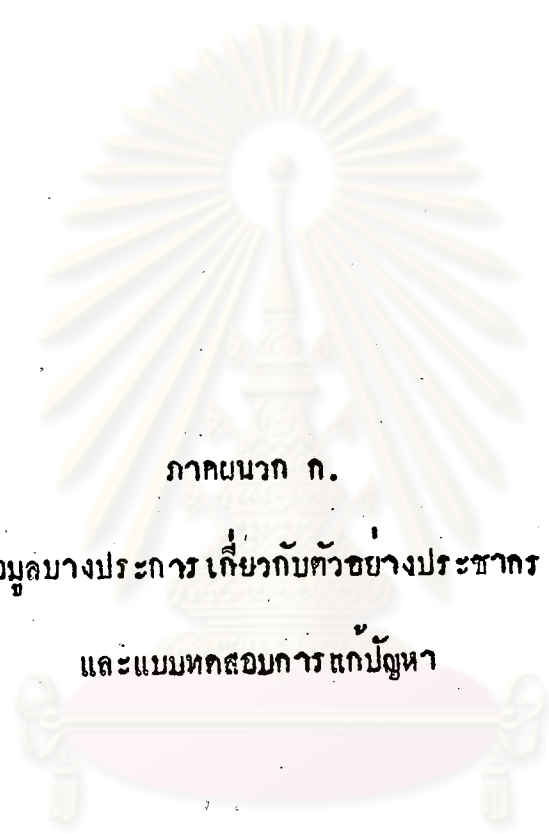 ภาคผนวก ก.
อมูลบางประการเกี่ยวกับตัวอย่างประชากร
และแบบทดสอบการแก้ปัญหา